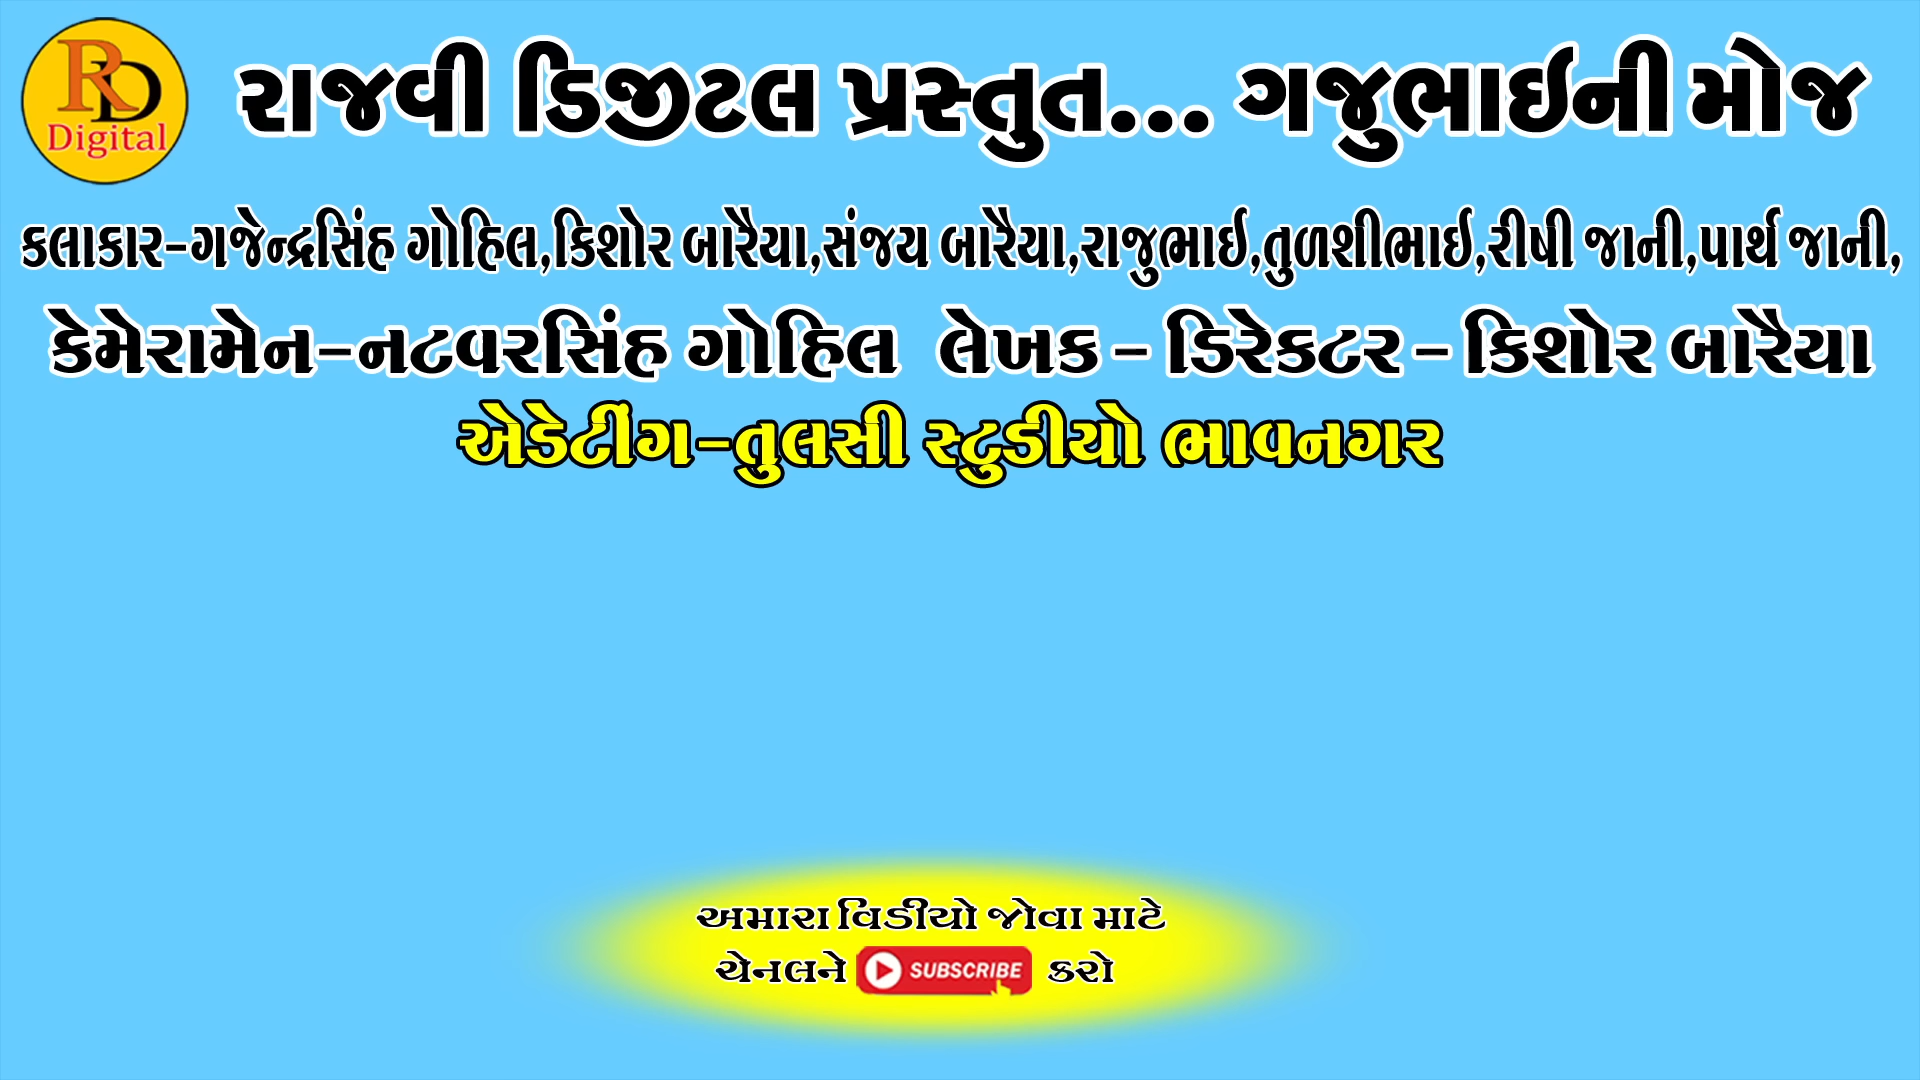 RD
Digital
રાજવી ડિજીટલ પ્રસ્તુત... ગજુભાઇની મોજ
કલાકાર-ગજેન્દ્રસિંહ ગોહિલ,કિશોર બારૈયા,સંજય બારૈયા,રાજુભાઇ,તુળશીભાઇ,રીષી જાની,પાર્થ જાની,
કેમેરામેન-નટવરસિંહ ગોહિલ લેખક - ડિરેકટર - કિશોર બારૈયા
એડેટીંગ-તુલસી સ્ટુડીયો ભાવનગર
અમારા વિડીયો જોવા માટે
ચેનલને SUBSCRIBE કરો